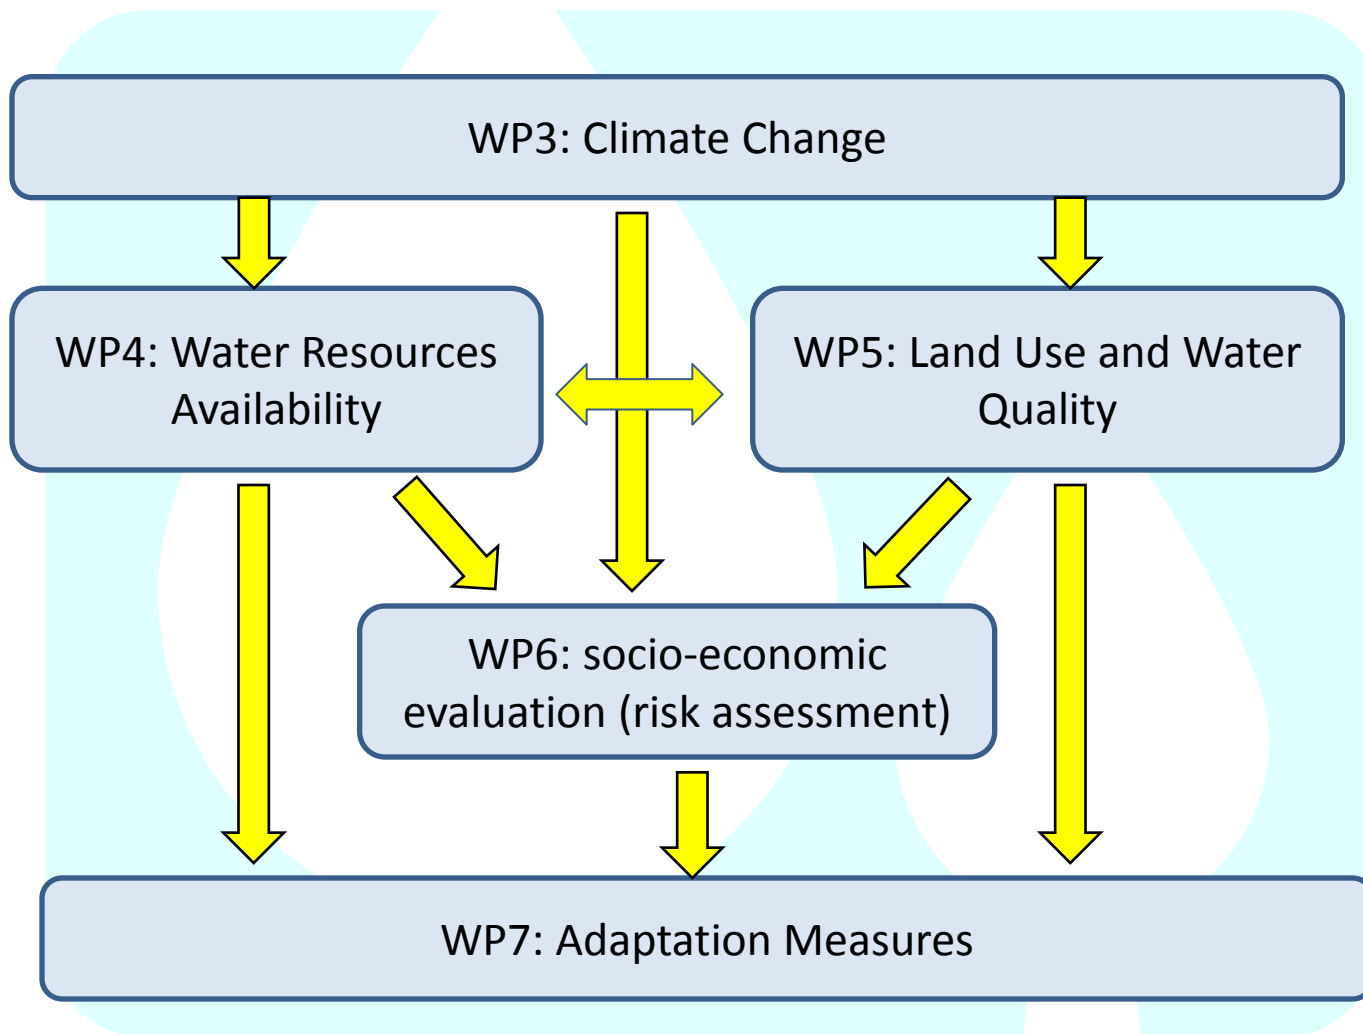 WP3: Climate Change
WP4: Water Resources
Availability
WP5: Land Use and Water
Quality
WP6: socio-economic
evaluation (risk assessment)
WP7: Adaptation Measures